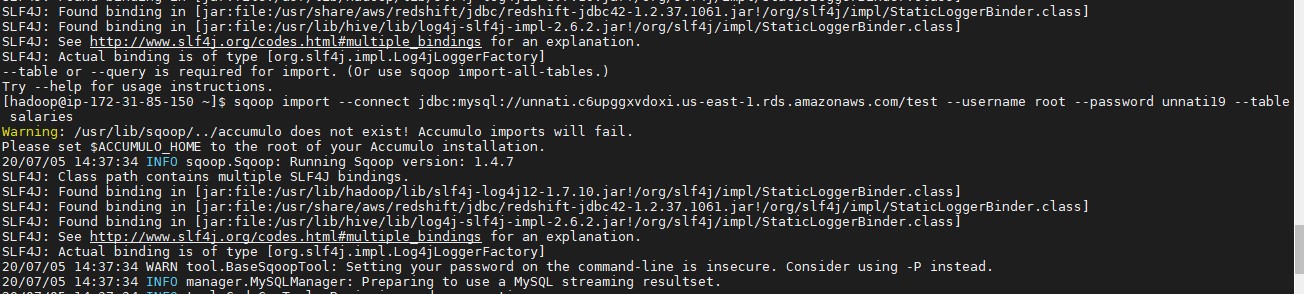 SLF4J: Found binding in [jar:file:/usr/share/aws/redshift/jdbc/redshift-jdbc42-1.2.37.1061.jar!/org/slf4j/impl/StaticLoggerBinder.class]
SLF4J: Found binding in [jar:file:/usr/lib/hive/lib/log4j-slf4j-impl-2.6.2.jar!/org/slf4j/impl/StaticLoggerBinder.class]
SLF4J: See http://www.slf4j.org/codes.html#multiple_bindings for an explanation.
SLF4J: Actual binding is of type [org.slf4j.impl.Log4jLoggerFactory]
--table or --query is required for import. (Or use sqoop import-all-tables.)
Try --help for usage instructions.
[hadoop@ip-172-31-85-150 ~]$ sqoop import --connect jdbc:mysql://unnati.c6upggxvdoxi.us-east-1.rds.amazonaws.com/test --username root --password unnati19 --table
salaries
Warning: /usr/lib/sqoop/../accumulo does not exist! Accumulo imports will fail.
Please set $ACCUMULO_HOME to the root of your Accumulo installation.
20/07/05 14:37:34 INFO sqoop.Sqoop: Running Sqoop version: 1.4.7
SLF4J: Class path contains multiple SLF4J bindings.
SLF4J: Found binding in [jar:file:/usr/lib/hadoop/lib/slf4j-log4j12-1.7.10.jar!/org/slf4j/impl/StaticLoggerBinder.class]
SLF4J: Found binding in [jar:file:/usr/share/aws/redshift/jdbc/redshift-jdbc42-1.2.37.1061.jar!/org/slf4j/impl/StaticLoggerBinder.class]
SLF4J: Found binding in [jar:file:/usr/lib/hive/lib/log4j-slf4j-impl-2.6.2.jar!/org/slf4j/impl/StaticLoggerBinder.class]
SLF4J: See http://www.slf4j.org/codes.html#multiple_bindings for an explanation.
SLF4J: Actual binding is of type [org.slf4j.impl.Log4jLoggerFactory]
20/07/05 14:37:34 WARN tool.BaseSqoopTool: Setting your password on the command-line is insecure. Consider using -P instead.
20/07/05 14:37:34 INFO manager.MySQLManager: Preparing to use a MySQL streaming resultset.